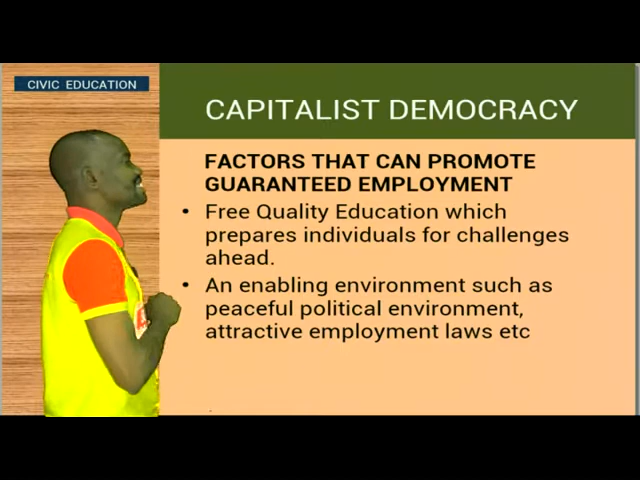 CIVIC EDUCATION
CAPITALIST DEMOCRACY
FACTORS THAT CAN PROMOTE
GUARANTEED EMPLOYMENT
• Free Quality Education which
prepares individuals for challenges
ahead.
• An enabling environment such as
peaceful political environment,
attractive employment laws etc